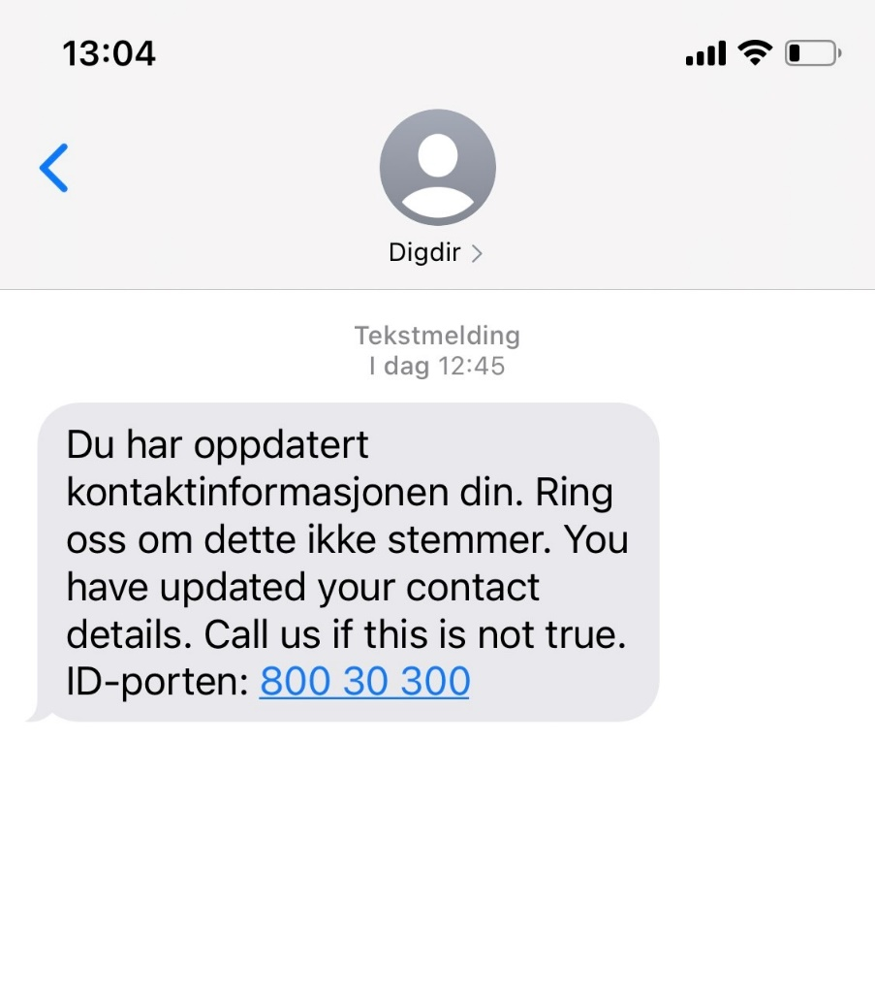 13:04
Digdir
Tekstmelding
I dag 12:45
Du har oppdatert
kontaktinformasjonen din. Ring
oss om dette ikke stemmer. You
have updated your contact
details. Call us if this is not true.
ID-porten: 800 30 300